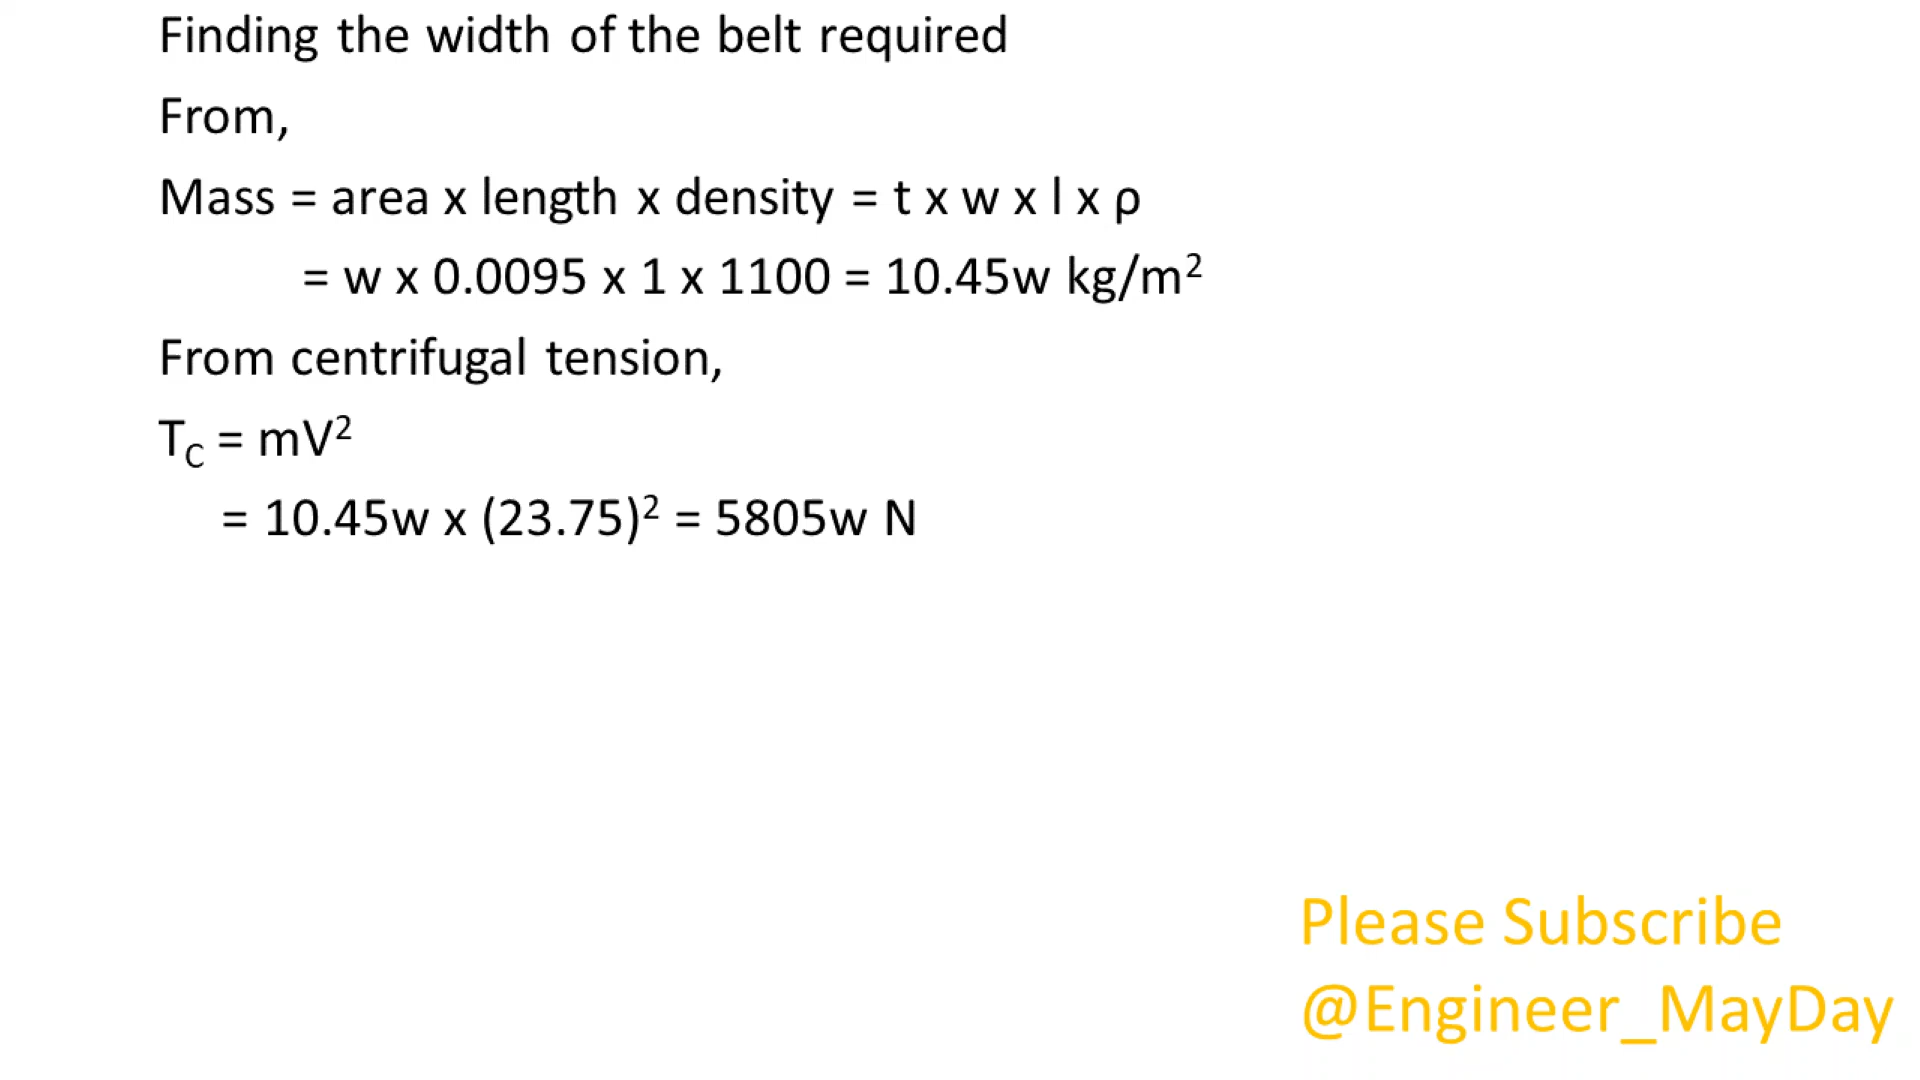 Finding the width of the belt required
From,
Mass = area x length x density = t x w x l x ρ
= w x 0.0095 x 1 x 1100 = 10.45w kg/m²
From centrifugal tension,
T_C = mV²
= 10.45w x (23.75)² = 5805w N
Please Subscribe
@Engineer_MayDay